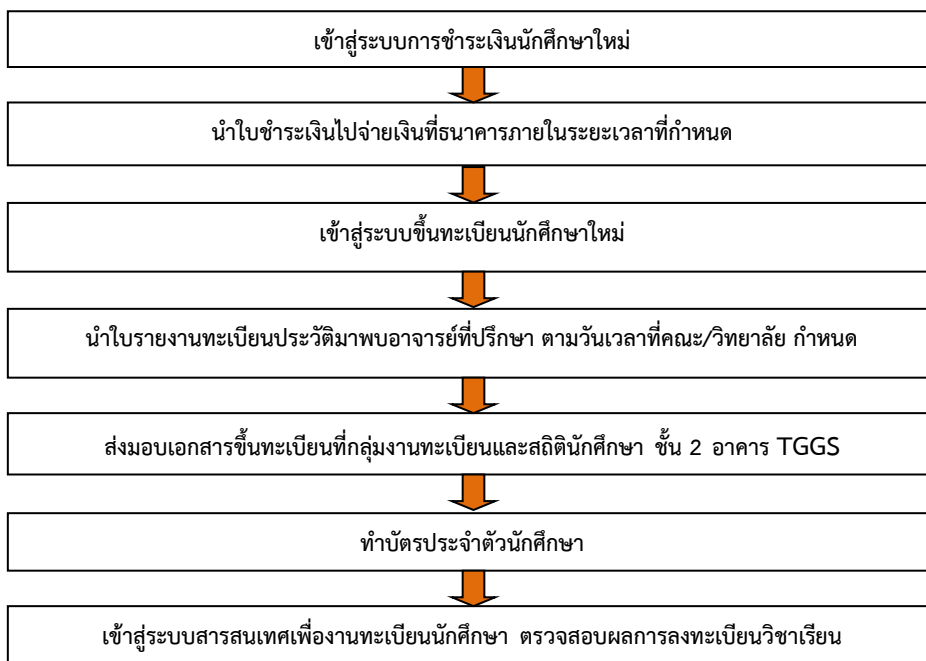 เข้าสู่ระบบการชำระเงินนักศึกษาใหม่
นำใบชำระเงินไปจ่ายเงินที่ธนาคารภายในระยะเวลาที่กำหนด
เข้าสู่ระบบขึ้นทะเบียนนักศึกษาใหม่
นำใบรายงานทะเบียนประวัติมาพบอาจารย์ที่ปรึกษา ตามวันเวลาที่คณะ/วิทยาลัย กำหนด
ส่งมอบเอกสารขึ้นทะเบียนที่กลุ่มงานทะเบียนและสถิตินักศึกษา ชั้น 2 อาคาร TGGS
ทำบัตรประจำตัวนักศึกษา
เข้าสู่ระบบสารสนเทศเพื่องานทะเบียนนักศึกษา ตรวจสอบผลการลงทะเบียนวิชาเรียน